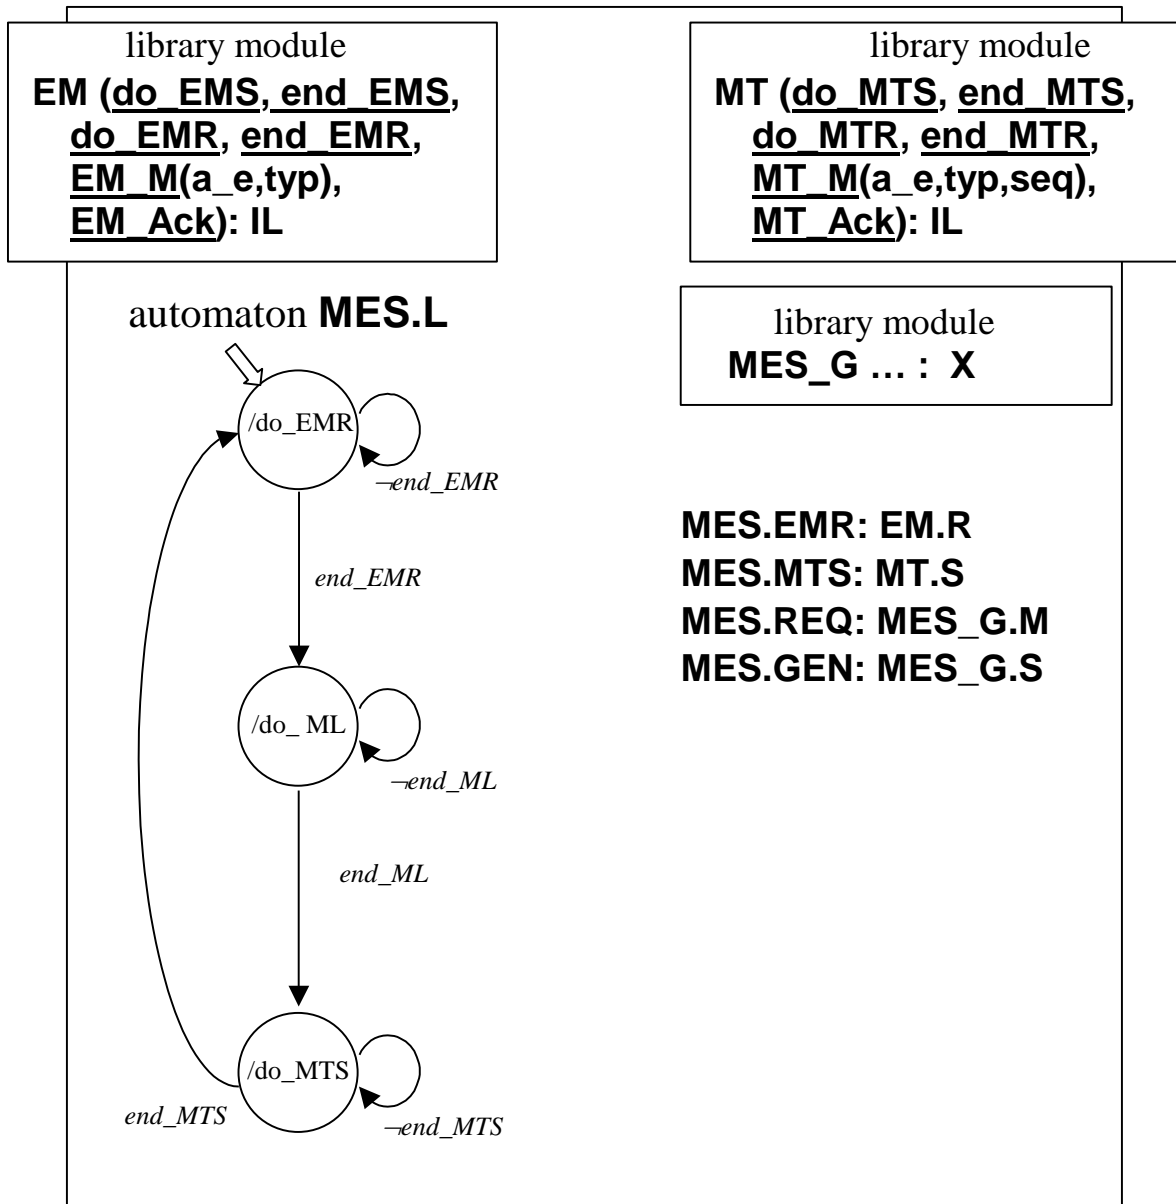 library module
EM (do_EMS, end_EMS,
do_EMR, end_EMR,
EM_M(a_e,typ),
EM_Ack): IL
library module
MT (do_MTS, end_MTS,
do_MTR, end_MTR,
MT_M(a_e,typ,seq),
MT_Ack): IL
automaton MES.L
library module
MES_G … : X
/do_EMR
¬end_EMR
end_EMR
/do_ ML
¬end_ML
end_ML
/do_MTS
¬end_MTS
end_MTS
MES.EMR: EM.R
MES.MTS: MT.S
MES.REQ: MES_G.M
MES.GEN: MES_G.S